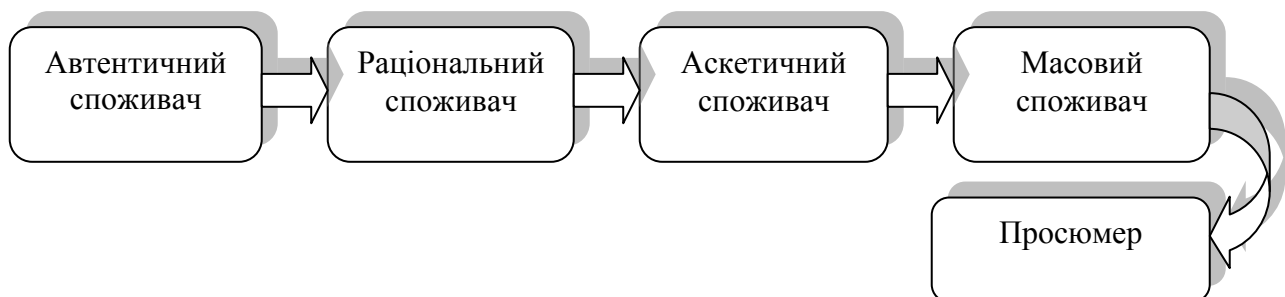 Автентичний
споживач
Раціональний
споживач
Аскетичний
споживач
Масовий
споживач
Просюмер